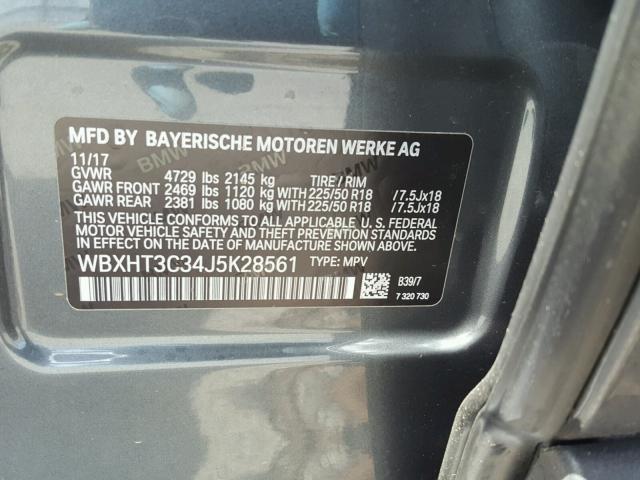 MFD BY BAYERISCHE MOTOREN WERKE AG
11/17
GVWR 4729 lbs 2145 kg TIRE / RIM
GAWR FRONT 2469 lbs 1120 kg WITH 225/50 R18 /7.5Jx18
GAWR REAR 2381 lbs 1080 kg WITH 225/50 R18 /7.5Jx18
THIS VEHICLE CONFORMS TO ALL APPLICABLE U. S. FEDERAL
MOTOR VEHICLE SAFETY AND THEFT PREVENTION STANDARDS
IN EFFECT ON THE DATE OF MANUFACTURE SHOWN ABOVE.
WBXHT3C34J5K28561 TYPE: MPV
B39/7
7 320 730